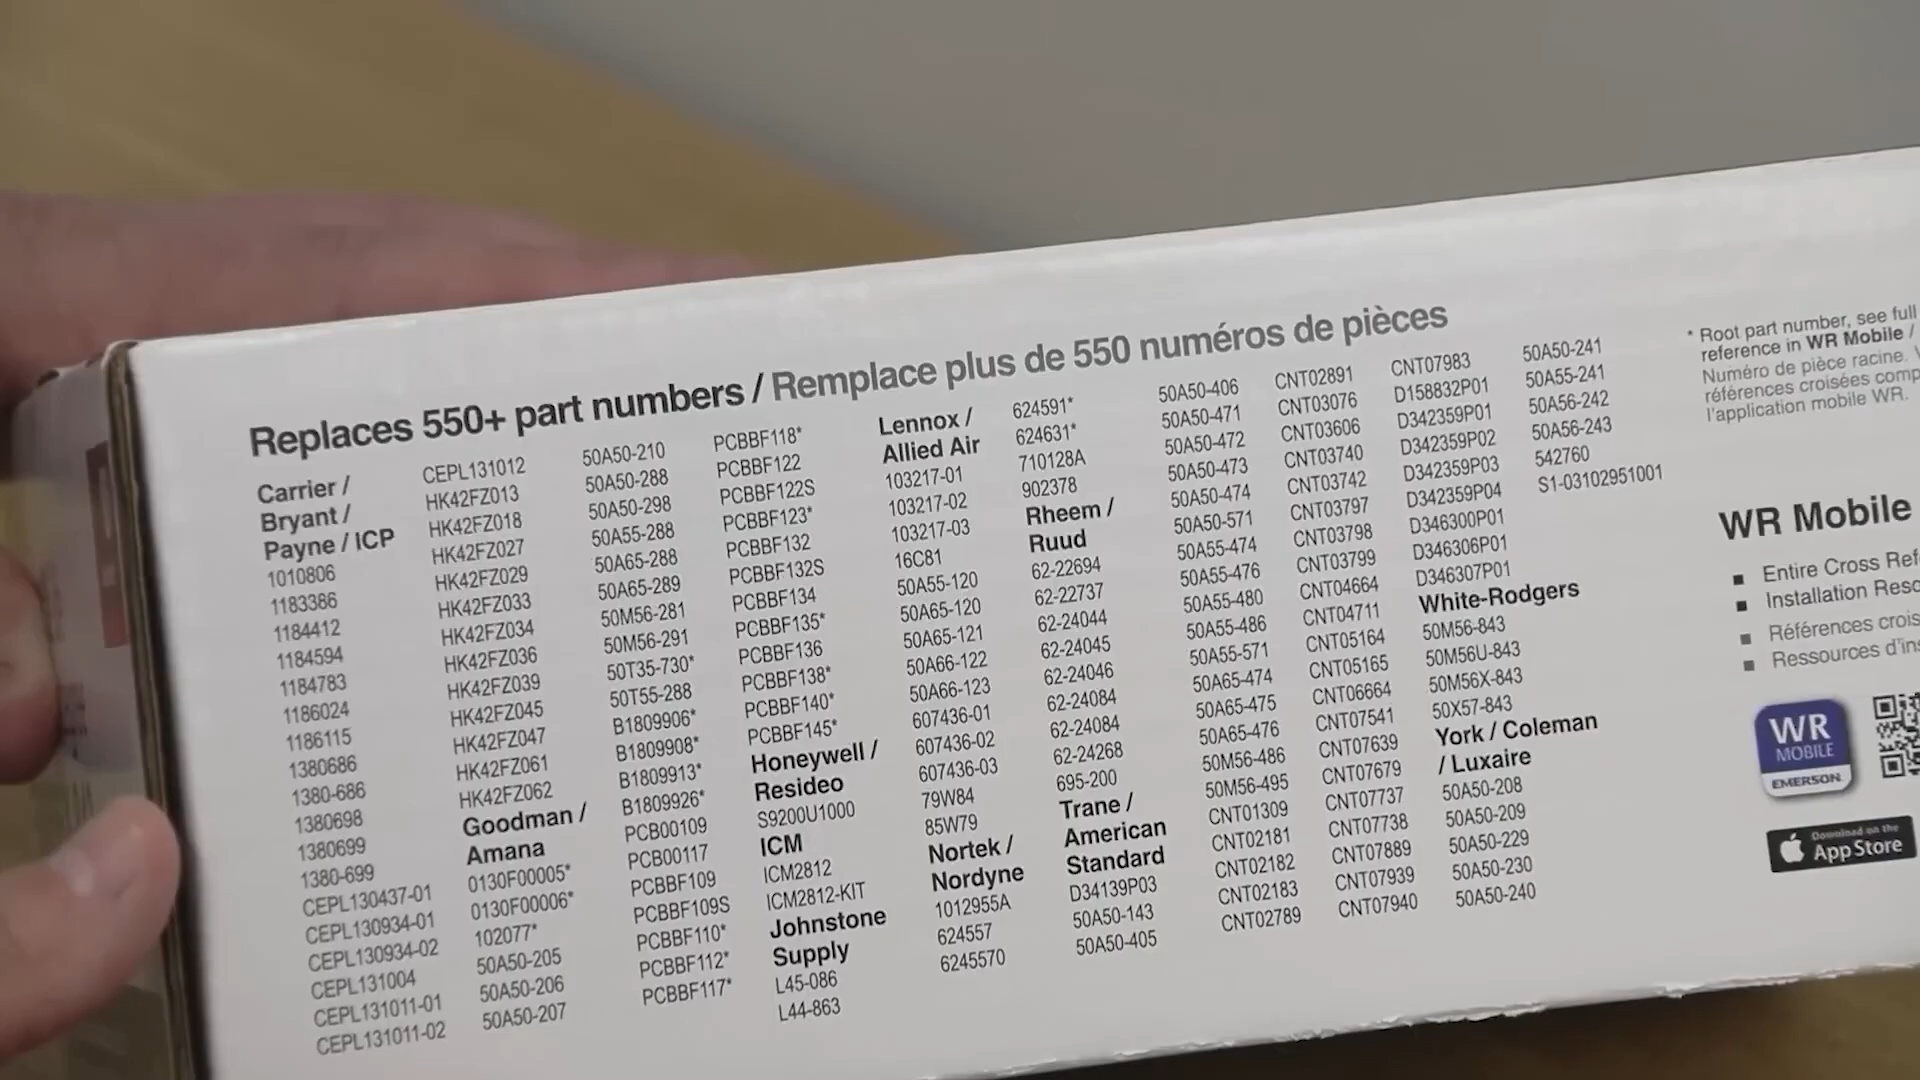 Replaces 550+ part numbers / Remplace plus de 550 numéros de pièces
Carrier /
Bryant /
Payne / ICP
1010806
1183386
1184412
1184594
1184783
1186024
1186115
1380686
1380-686
1380698
1380699
1380-699
CEPL130437-01
CEPL130934-01
CEPL130934-02
CEPL131004
CEPL131011-01
CEPL131011-02
CEPL131012
HK42FZ013
HK42FZ018
HK42FZ027
HK42FZ029
HK42FZ033
HK42FZ034
HK42FZ036
HK42FZ039
HK42FZ045
HK42FZ047
HK42FZ061
HK42FZ062
Goodman /
Amana
0130F00005*
0130F00006*
102077*
50A50-205
50A50-206
50A50-207
50A50-210
50A50-288
50A50-298
50A55-288
50A65-288
50A65-289
50M56-281
50M56-291
50T35-730*
50T55-288
B1809906*
B1809908*
B1809913*
B1809926*
PCB00109
PCB00117
PCBBF109
PCBBF109S
PCBBF110*
PCBBF112*
PCBBF117*
PCBBF118*
PCBBF122
PCBBF122S
PCBBF123*
PCBBF132
PCBBF132S
PCBBF134
PCBBF135*
PCBBF136
PCBBF138*
PCBBF140*
PCBBF145*
Honeywell /
Resideo
S9200U1000
ICM
ICM2812
ICM2812-KIT
Johnstone
Supply
L45-086
L44-863
Lennox /
Allied Air
103217-01
103217-02
103217-03
16C81
50A55-120
50A65-120
50A65-121
50A66-122
50A66-123
607436-01
607436-02
607436-03
79W84
85W79
Nortek /
Nordyne
1012955A
624557
6245570
624591*
624631*
710128A
902378
Rheem /
Ruud
62-22694
62-22737
62-24044
62-24045
62-24046
62-24084
62-24084
62-24268
695-200
Trane /
American
Standard
D34139P03
50A50-143
50A50-405
50A50-406
50A50-471
50A50-472
50A50-473
50A50-474
50A50-571
50A55-474
50A55-476
50A55-480
50A55-486
50A55-571
50A65-474
50A65-475
50A65-476
50M56-486
50M56-495
CNT01309
CNT02181
CNT02182
CNT02183
CNT02789
CNT02891
CNT03076
CNT03606
CNT03740
CNT03742
CNT03797
CNT03798
CNT03799
CNT04664
CNT04711
CNT05164
CNT05165
CNT06664
CNT07541
CNT07639
CNT07679
CNT07737
CNT07738
CNT07889
CNT07939
CNT07940
CNT07983
D158832P01
D342359P01
D342359P02
D342359P03
D342359P04
D346300P01
D346306P01
D346307P01
White-Rodgers
50M56-843
50M56U-843
50M56X-843
50X57-843
York / Coleman
/ Luxaire
50A50-208
50A50-209
50A50-229
50A50-230
50A50-240
50A50-241
50A55-241
50A56-242
50A56-243
542760
S1-03102951001
* Root part number, see full
reference in WR Mobile /
Numéro de pièce racine.
références croisées comp
l'application mobile WR.
WR Mobile
▪ Entire Cross Ref
▪ Installation Reso
▪ Références crois
▪ Ressources d'ins
WR
MOBILE
EMERSON
Download on the
App Store